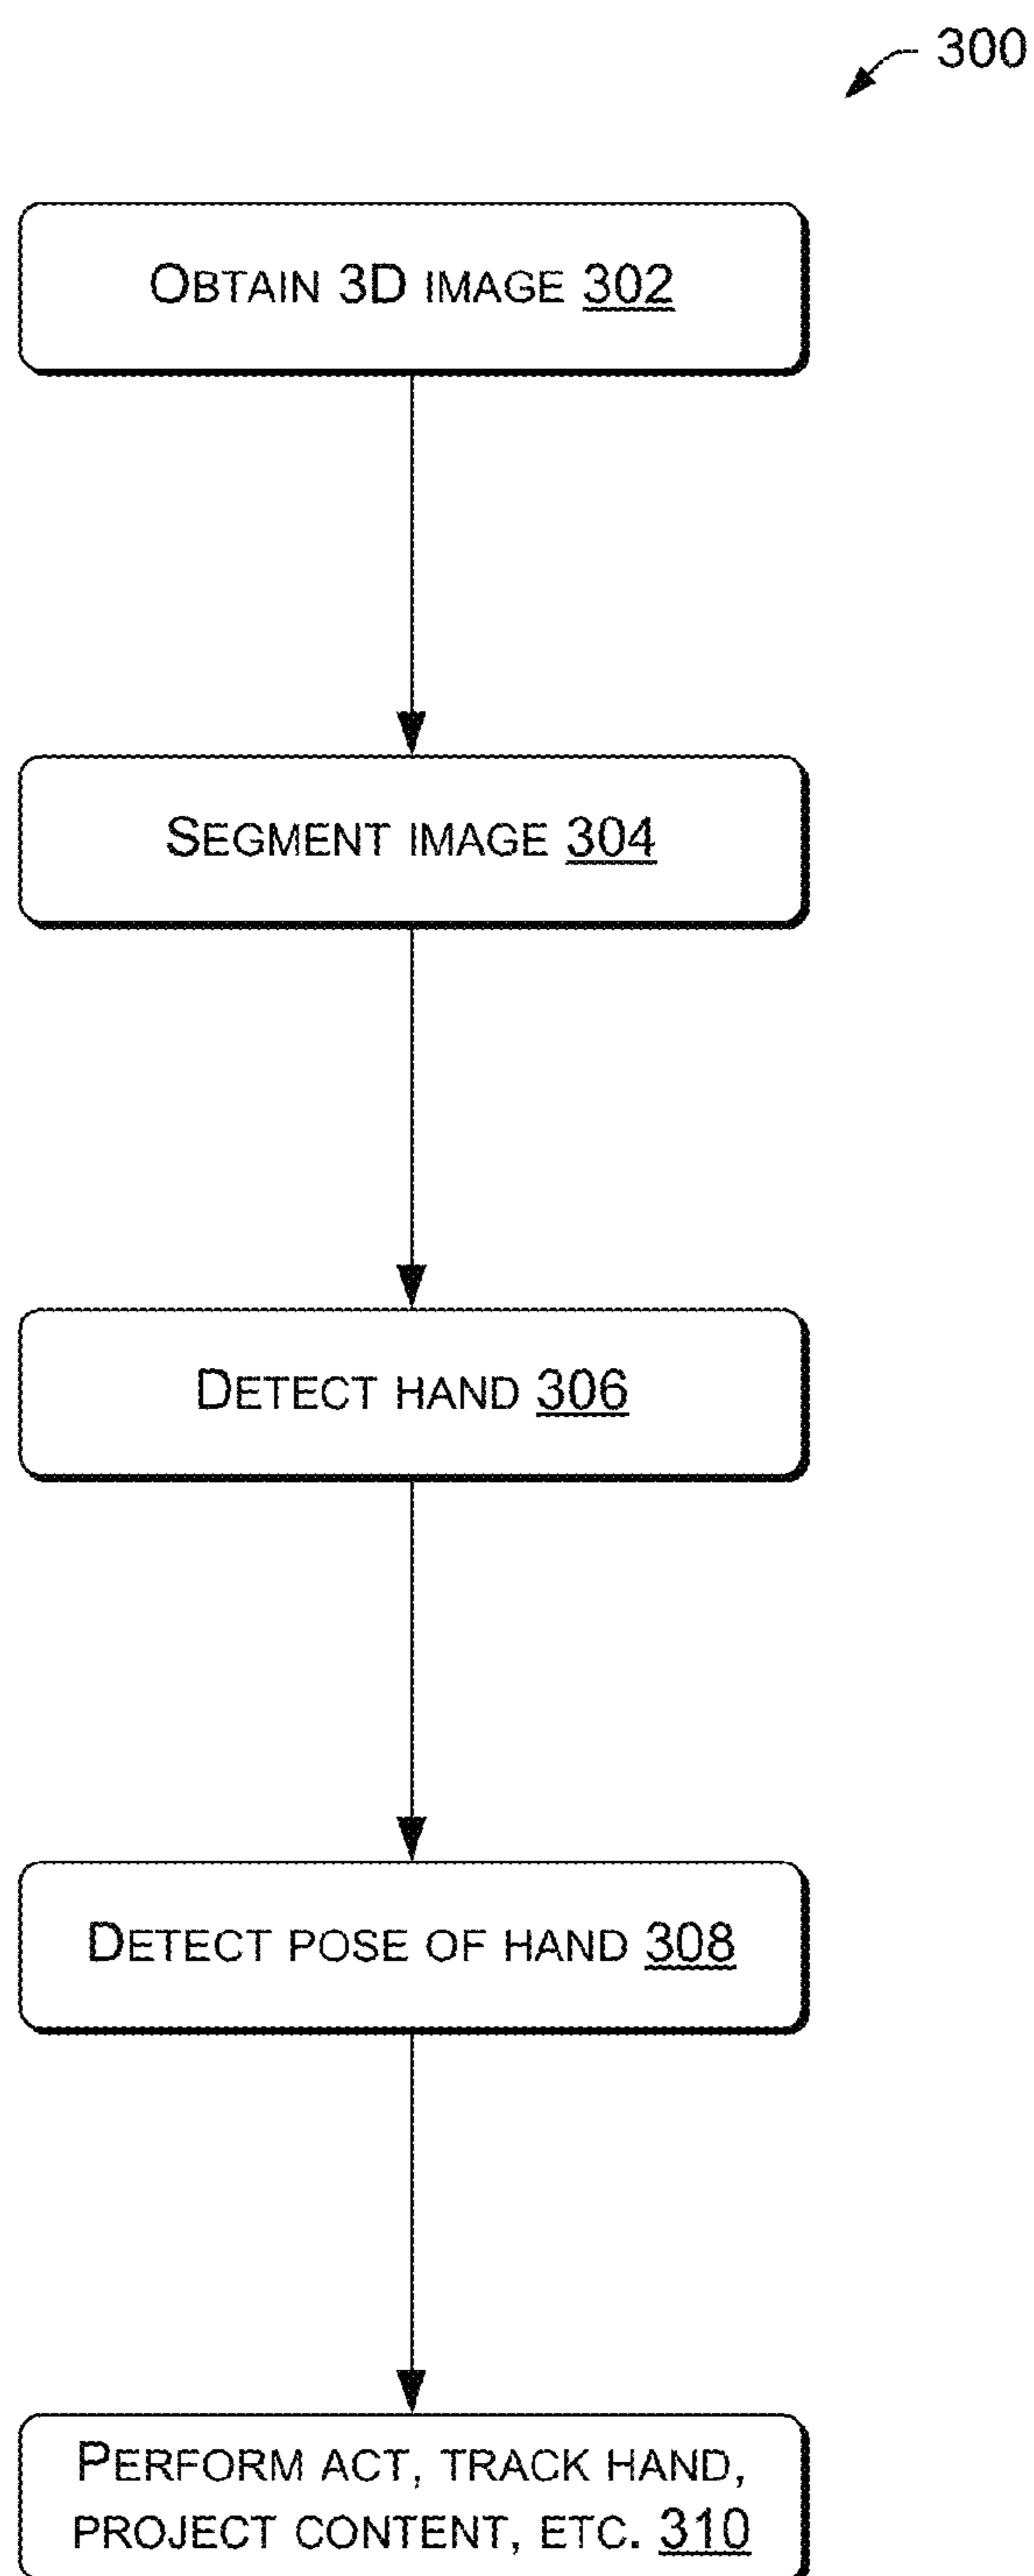 300
OBTAIN 3D IMAGE 302
SEGMENT IMAGE 304
DETECT HAND 306
DETECT POSE OF HAND 308
PERFORM ACT, TRACK HAND,
PROJECT CONTENT, ETC. 310